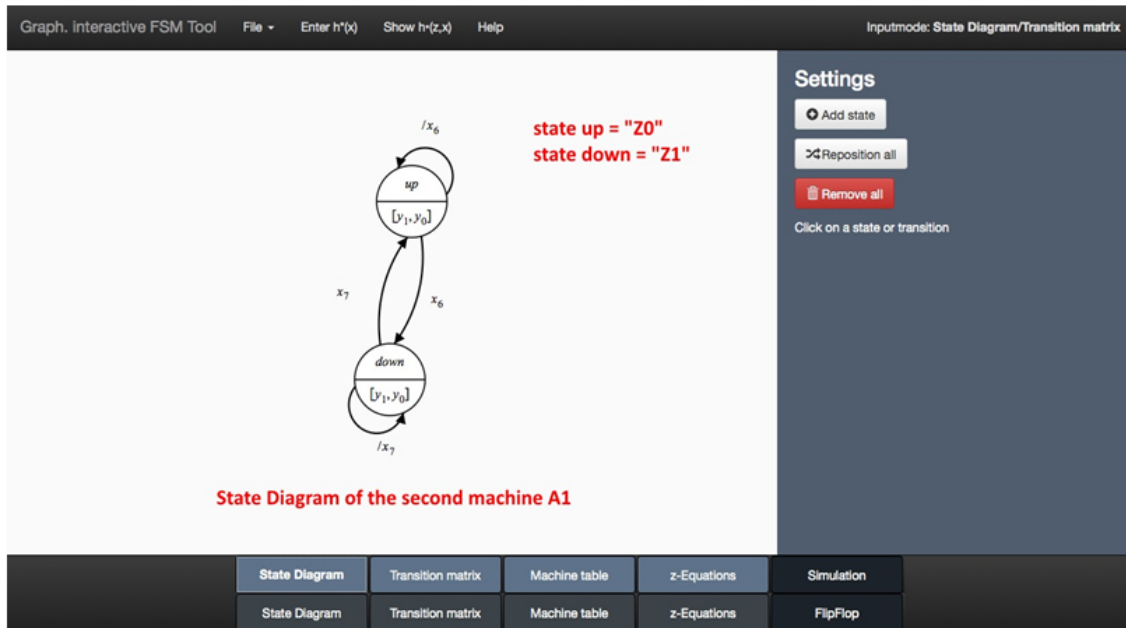 Graph. interactive FSM Tool File Enter h*(x) Show h*(z,x) Help Inputmode: State Diagram/Transition matrix
Settings
Add state
Reposition all
Remove all
Click on a state or transition
state up = "Z0"
state down = "Z1"
/x₆
up
[y₁,y₀]
x₇ x₆
down
[y₁,y₀]
/x₇
State Diagram of the second machine A1
State Diagram Transition matrix Machine table z-Equations Simulation
State Diagram Transition matrix Machine table z-Equations FlipFlop